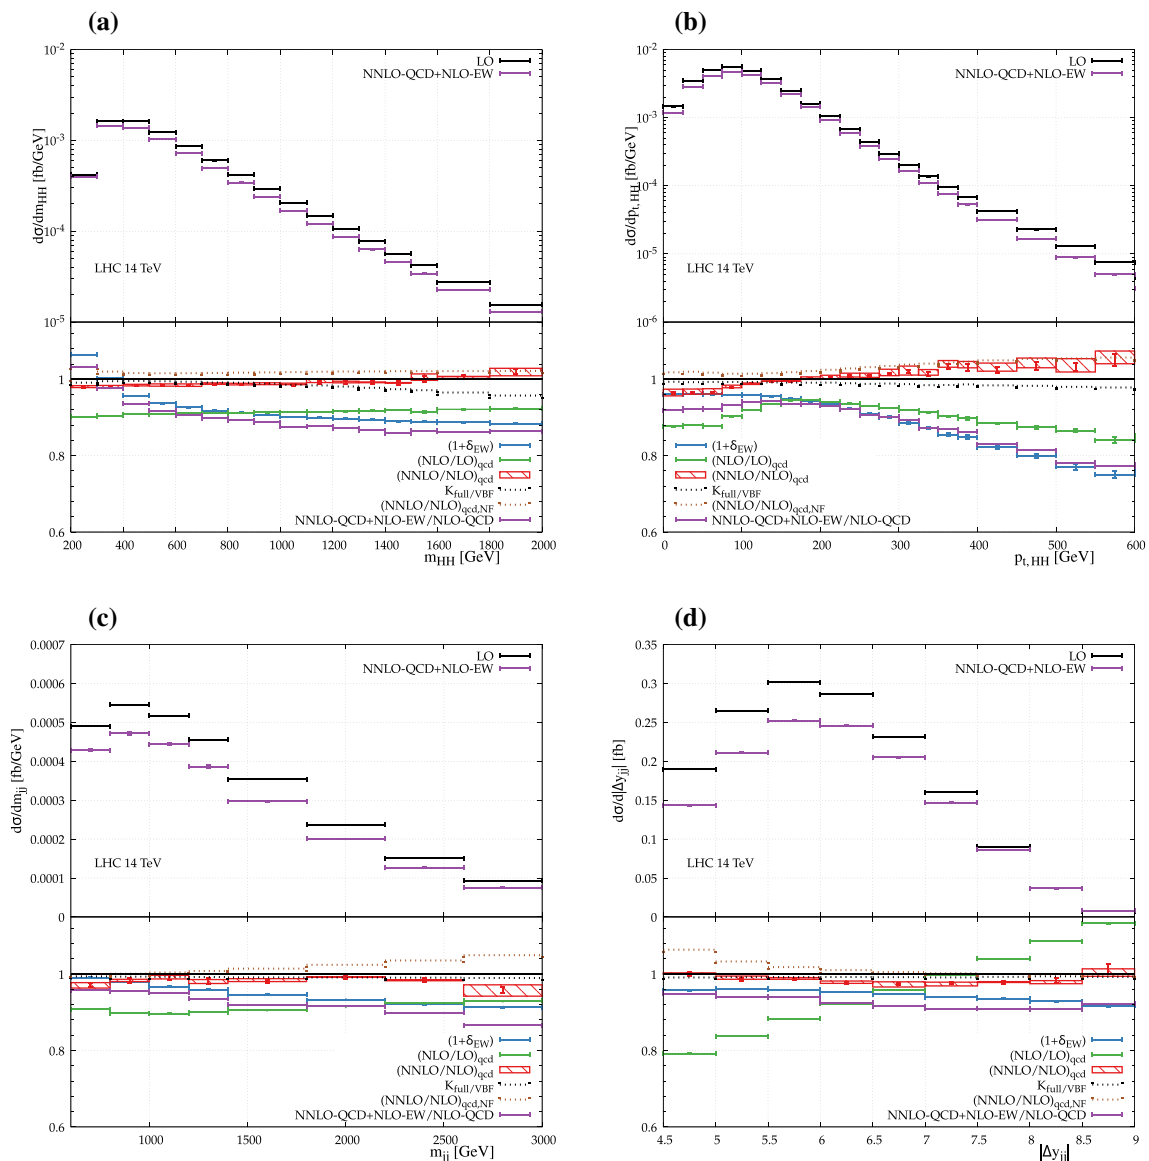 (a)
10⁻²
LO
NNLO-QCD+NLO-EW
10⁻³
dσ/dm_HH [fb/GeV]
10⁻⁴
LHC 14 TeV
10⁻⁵
1
0.8
0.6
(1+δ_EW)
(NLO/LO)_qcd
(NNLO/NLO)_qcd
K_full/VBF
(NNLO/NLO)_qcd,NF
NNLO-QCD+NLO-EW/NLO-QCD
200 400 600 800 1000 1200 1400 1600 1800 2000
m_HH [GeV]
(b)
10⁻²
LO
NNLO-QCD+NLO-EW
10⁻³
dσ/dp_t,HH [fb/GeV]
10⁻⁴
LHC 14 TeV
10⁻⁵
10⁻⁶
1
0.8
0.6
(1+δ_EW)
(NLO/LO)_qcd
(NNLO/NLO)_qcd
K_full/VBF
(NNLO/NLO)_qcd,NF
NNLO-QCD+NLO-EW/NLO-QCD
0 100 200 300 400 500 600
p_t,HH [GeV]
(c)
0.0007
LO
NNLO-QCD+NLO-EW
0.0006
0.0005
0.0004
dσ/dm_jj [fb/GeV]
0.0003
0.0002
LHC 14 TeV
0.0001
0
1
0.8
0.6
(1+δ_EW)
(NLO/LO)_qcd
(NNLO/NLO)_qcd
K_full/VBF
(NNLO/NLO)_qcd,NF
NNLO-QCD+NLO-EW/NLO-QCD
1000 1500 2000 2500 3000
m_jj [GeV]
(d)
0.35
LO
NNLO-QCD+NLO-EW
0.3
0.25
0.2
dσ/d|Δy_jj| [fb]
0.15
0.1
LHC 14 TeV
0.05
0
1
0.8
0.6
(1+δ_EW)
(NLO/LO)_qcd
(NNLO/NLO)_qcd
K_full/VBF
(NNLO/NLO)_qcd,NF
NNLO-QCD+NLO-EW/NLO-QCD
4.5 5 5.5 6 6.5 7 7.5 8 8.5 9
|Δy_jj|